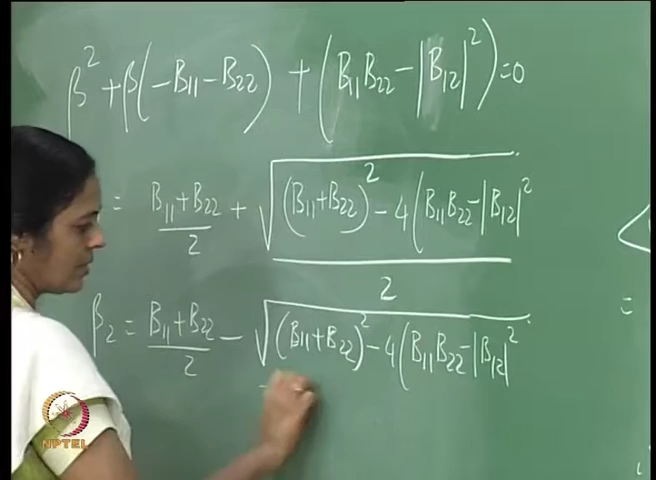 β² + β(-B₁₁ - B₂₂) + (B₁₁B₂₂ - |B₁₂|²) = 0
= B₁₁+B₂₂/2 + √(B₁₁+B₂₂)² - 4(B₁₁B₂₂ - |B₁₂|²/2
β₂ = B₁₁+B₂₂/2 - √(B₁₁+B₂₂)² - 4(B₁₁B₂₂ - |B₁₂|²
=
NPTEL